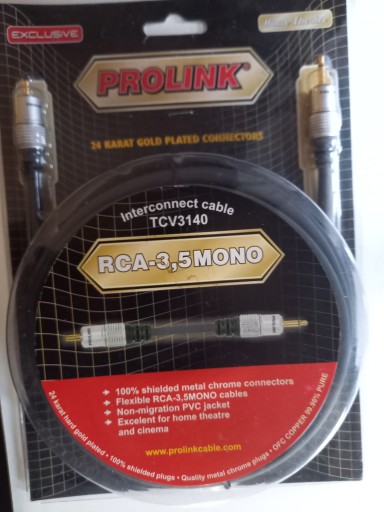 EXCLUSIVE
Home Theatre
PROLINK®
24 KARAT GOLD PLATED CONNECTORS
Interconnect cable
TCV3140
RCA-3,5MONO
100% shielded metal chrome connectors
Flexible RCA-3,5MONO cables
Non-migration PVC jacket
Excelent for home theatre
and cinema
www.prolinkcable.com
24 karat hard gold plated • 100% shielded plugs • Quality metal chrome plugs • OFC COPPER 99.99% PURE